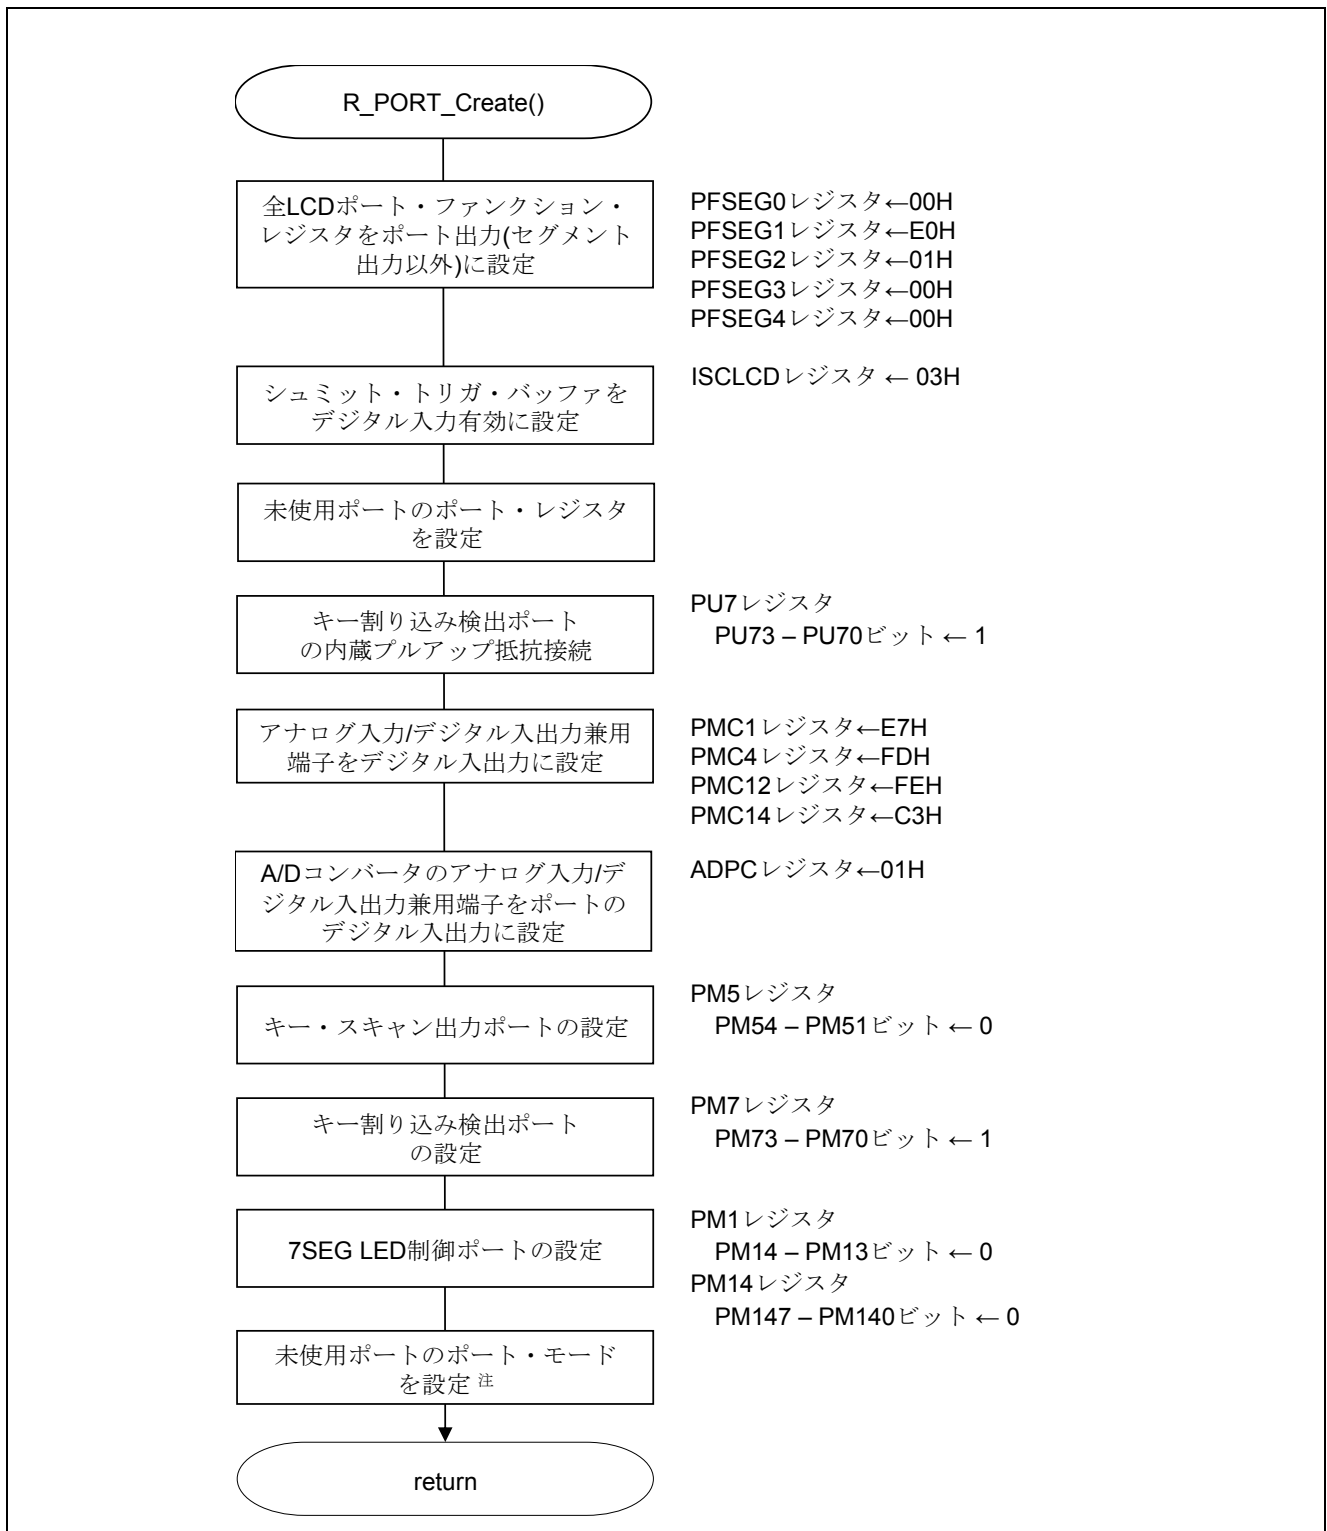 R_PORT_Create()
全LCDポート・ファンクション・
レジスタをポート出力(セグメント
出力以外)に設定
PFSEG0レジスタ←00H
PFSEG1レジスタ←E0H
PFSEG2レジスタ←01H
PFSEG3レジスタ←00H
PFSEG4レジスタ←00H
シュミット・トリガ・バッファを
デジタル入力有効に設定
ISCLCDレジスタ ← 03H
未使用ポートのポート・レジスタ
を設定
キー割り込み検出ポート
の内蔵プルアップ抵抗接続
PU7レジスタ
PU73 – PU70ビット ← 1
アナログ入力/デジタル入出力兼用
端子をデジタル入出力に設定
PMC1レジスタ←E7H
PMC4レジスタ←FDH
PMC12レジスタ←FEH
PMC14レジスタ←C3H
A/Dコンバータのアナログ入力/デ
ジタル入出力兼用端子をポートの
デジタル入出力に設定
ADPCレジスタ←01H
キー・スキャン出力ポートの設定
PM5レジスタ
PM54 – PM51ビット ← 0
キー割り込み検出ポート
の設定
PM7レジスタ
PM73 – PM70ビット ← 1
7SEG LED制御ポートの設定
PM1レジスタ
PM14 – PM13ビット ← 0
PM14レジスタ
PM147 – PM140ビット ← 0
未使用ポートのポート・モード
を設定 注
return